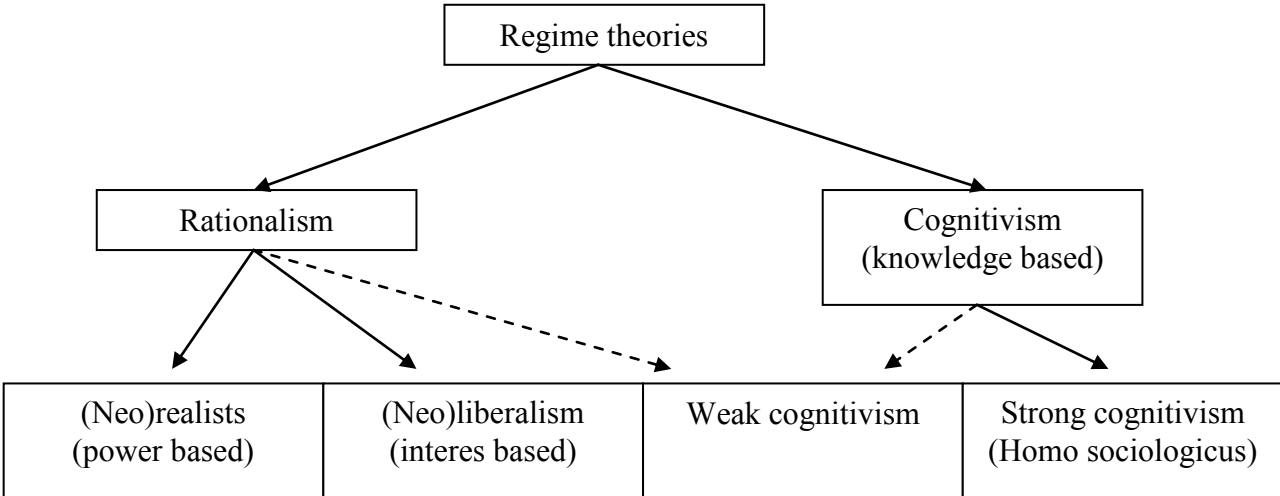 Regime theories
Rationalism
Cognitivism
(knowledge based)
(Neo)realists
(power based)
(Neo)liberalism
(interes based)
Weak cognitivism
Strong cognitivism
(Homo sociologicus)